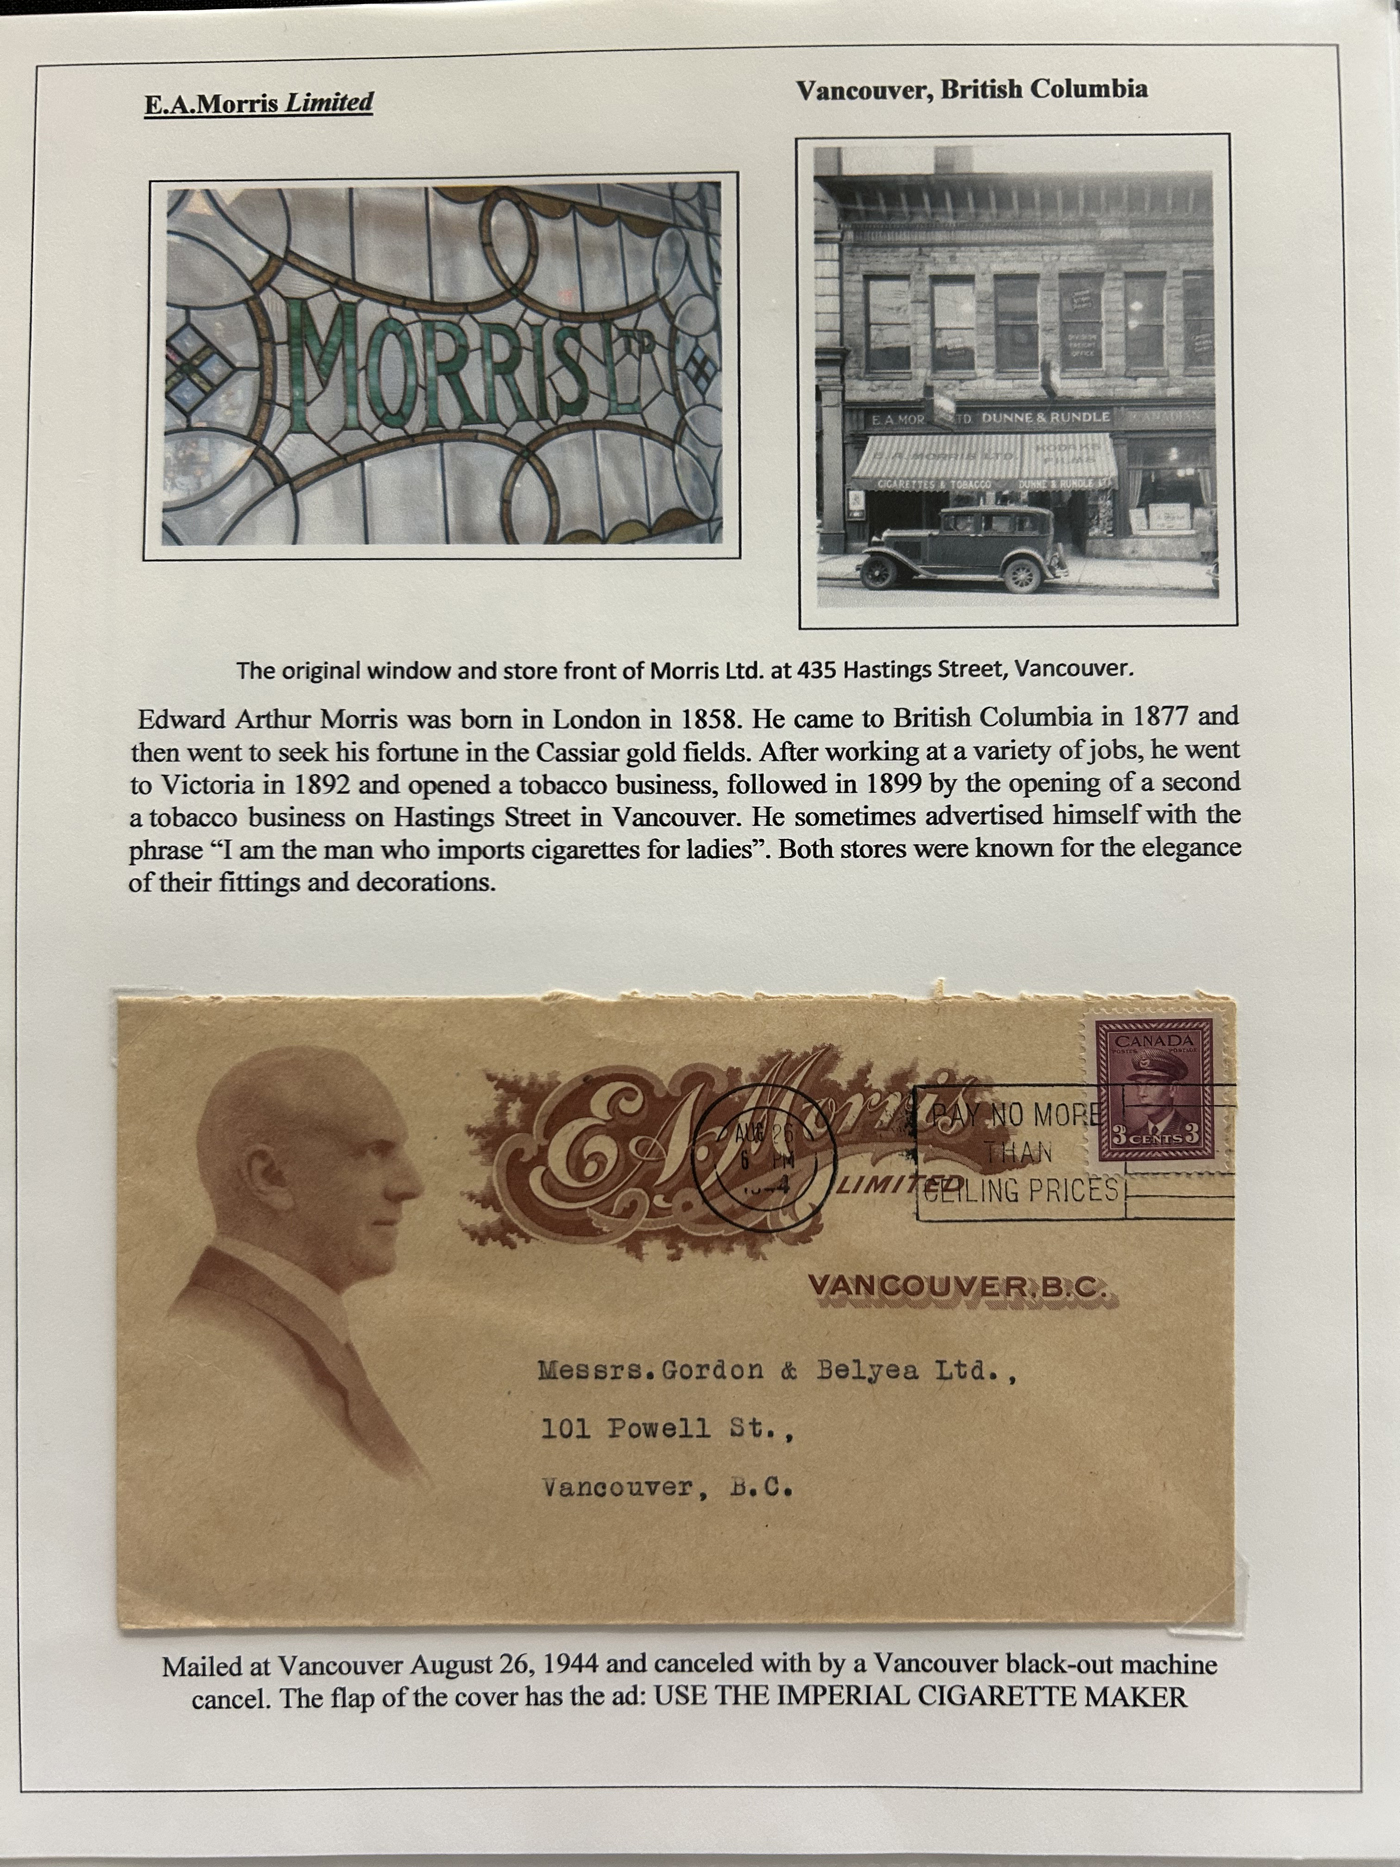 E.A.Morris Limited
Vancouver, British Columbia
MORRIS LTD
E.A.MOR TD. DUNNE & RUNDLE
E.A.MORRIS LTD. KODAKS
FILMS
CIGARETTES & TOBACCO DUNNE & RUNDLE LTD
The original window and store front of Morris Ltd. at 435 Hastings Street, Vancouver.
Edward Arthur Morris was born in London in 1858. He came to British Columbia in 1877 and
then went to seek his fortune in the Cassiar gold fields. After working at a variety of jobs, he went
to Victoria in 1892 and opened a tobacco business, followed in 1899 by the opening of a second
a tobacco business on Hastings Street in Vancouver. He sometimes advertised himself with the
phrase “I am the man who imports cigarettes for ladies”. Both stores were known for the elegance
of their fittings and decorations.
CANADA
POSTES POSTAGE
3 CENTS 3
E.A. Morris
LIMITED
VANCOUVER, B.C.
AUG 26
6 PM
1944
PAY NO MORE
THAN
CEILING PRICES
Messrs.Gordon & Belyea Ltd.,
101 Powell St.,
Vancouver, B.C.
Mailed at Vancouver August 26, 1944 and canceled with by a Vancouver black-out machine
cancel. The flap of the cover has the ad: USE THE IMPERIAL CIGARETTE MAKER